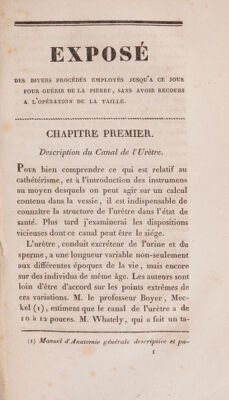 EXPOSÉ
DES DIVERS PROCÉDÉS EMPLOYÉS JUSQU'A CE JOUR
POUR GUÉRIR DE LA PIERRE, SANS AVOIR RECOURS
A L'OPÉRATION DE LA TAILLE.
CHAPITRE PREMIER.
Description du Canal de l'Urètre.
POUR bien comprendre ce qui est relatif au
cathétérisme, et à l'introduction des instrumens
au moyen desquels on peut agir sur un calcul
contenu dans la vessie, il est indispensable de
connaître la structure de l'urètre dans l'état de
santé. Plus tard j'examinerai les dispositions
vicieuses dont ce canal peut être le siége.
L'urètre, conduit excréteur de l'urine et du
sperme, a une longueur variable non-seulement
aux différentes époques de la vie, mais encore
sur des individus de même âge. Les auteurs sont
loin d'être d'accord sur les points extrêmes de
ces variations. M. le professeur Boyer, Mec-
kel (1), estiment que le canal de l'urètre a de
10 à 12 pouces. M. Whately, qui a fait un ta-
(1) Manuel d'Anatomie générale descriptive et pa-
1